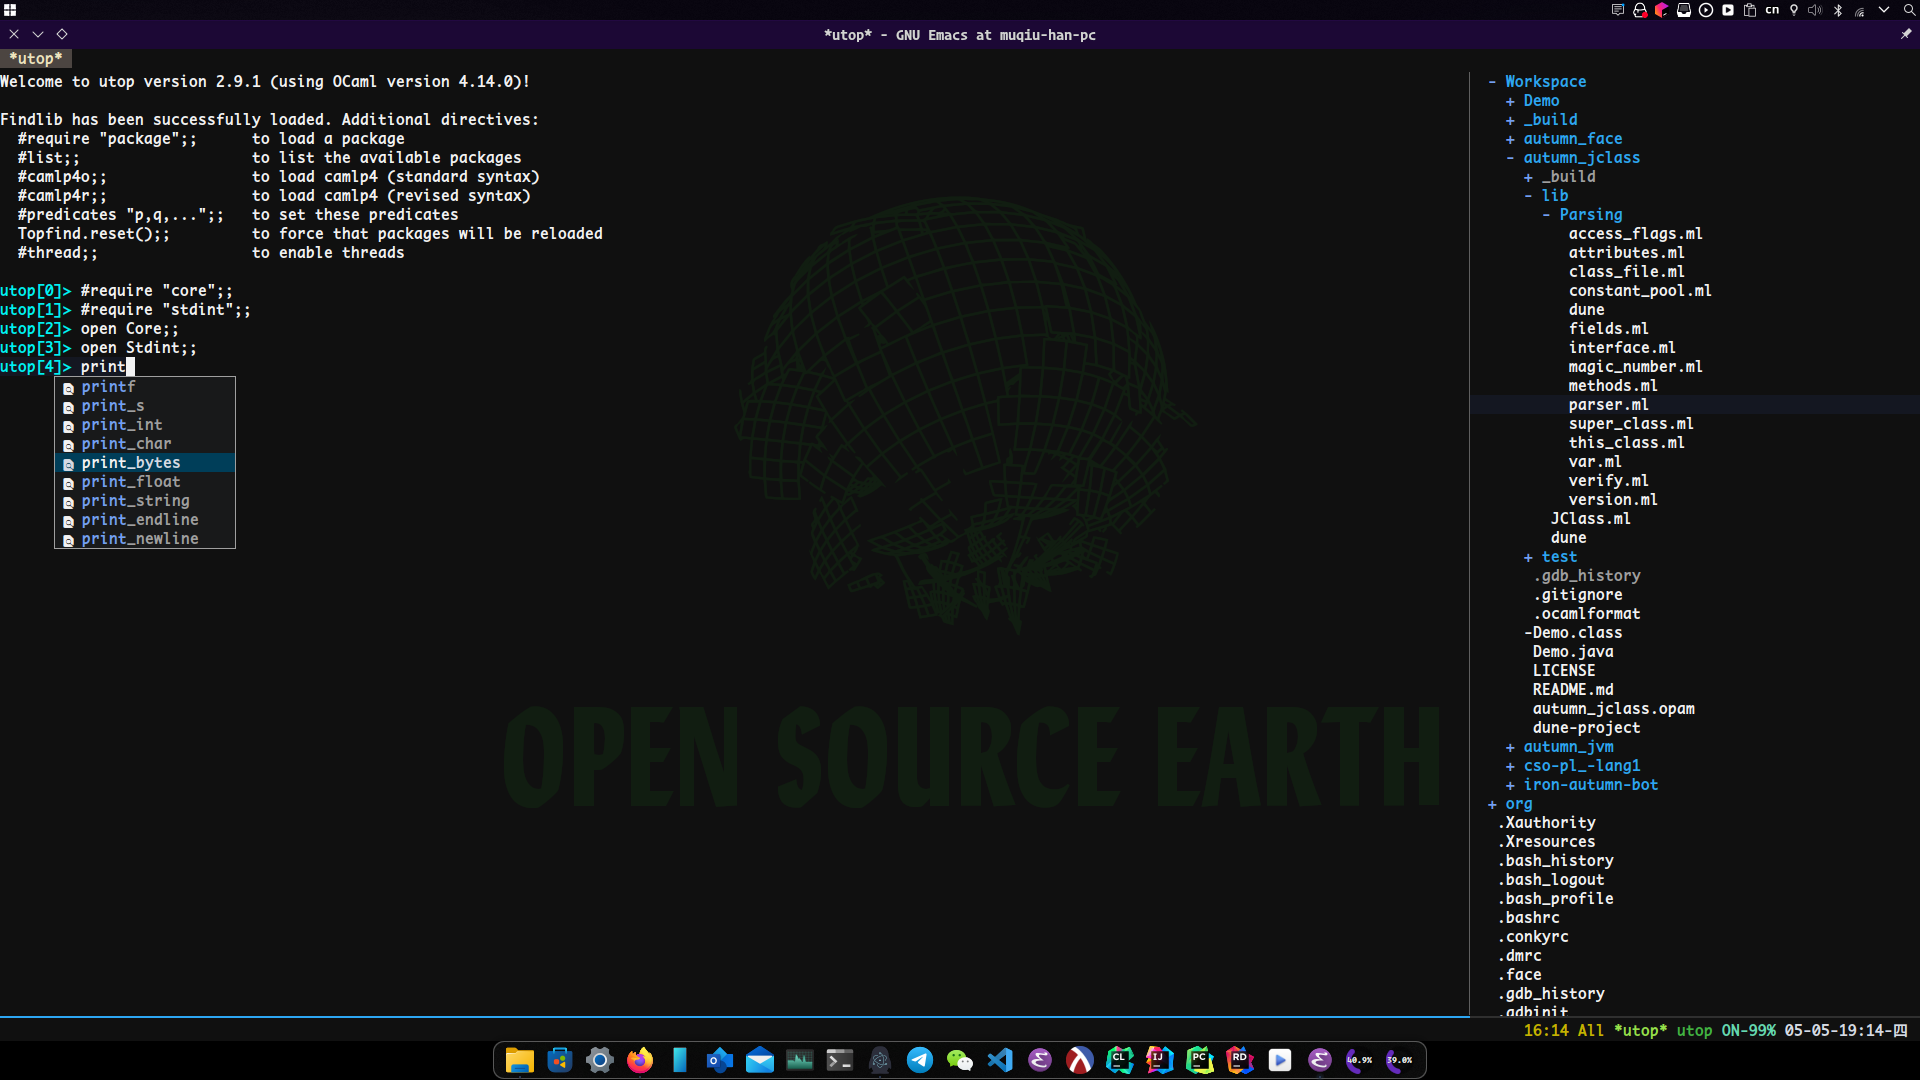 cn
*utop* - GNU Emacs at muqiu-han-pc
*utop*
Welcome to utop version 2.9.1 (using OCaml version 4.14.0)!
Findlib has been successfully loaded. Additional directives:
#require "package";; to load a package
#list;; to list the available packages
#camlp4o;; to load camlp4 (standard syntax)
#camlp4r;; to load camlp4 (revised syntax)
#predicates "p,q,...";; to set these predicates
Topfind.reset();; to force that packages will be reloaded
#thread;; to enable threads
utop[0]> #require "core";;
utop[1]> #require "stdint";;
utop[2]> open Core;;
utop[3]> open Stdint;;
utop[4]> print
printf
print_s
print_int
print_char
print_bytes
print_float
print_string
print_endline
print_newline
OPEN SOURCE EARTH
- Workspace
+ Demo
+ _build
+ autumn_face
- autumn_jclass
+ _build
- lib
- Parsing
access_flags.ml
attributes.ml
class_file.ml
constant_pool.ml
dune
fields.ml
interface.ml
magic_number.ml
methods.ml
parser.ml
super_class.ml
this_class.ml
var.ml
verify.ml
version.ml
JClass.ml
dune
+ test
.gdb_history
.gitignore
.ocamlformat
-Demo.class
Demo.java
LICENSE
README.md
autumn_jclass.opam
dune-project
+ autumn_jvm
+ cso-pl_-lang1
+ iron-autumn-bot
+ org
.Xauthority
.Xresources
.bash_history
.bash_logout
.bash_profile
.bashrc
.conkyrc
.dmrc
.face
.gdb_history
.gdbinit
16:14 All *utop* utop ON-99% 05-05-19:14-四
CL
IJ
PC
RD
40.9%
39.0%